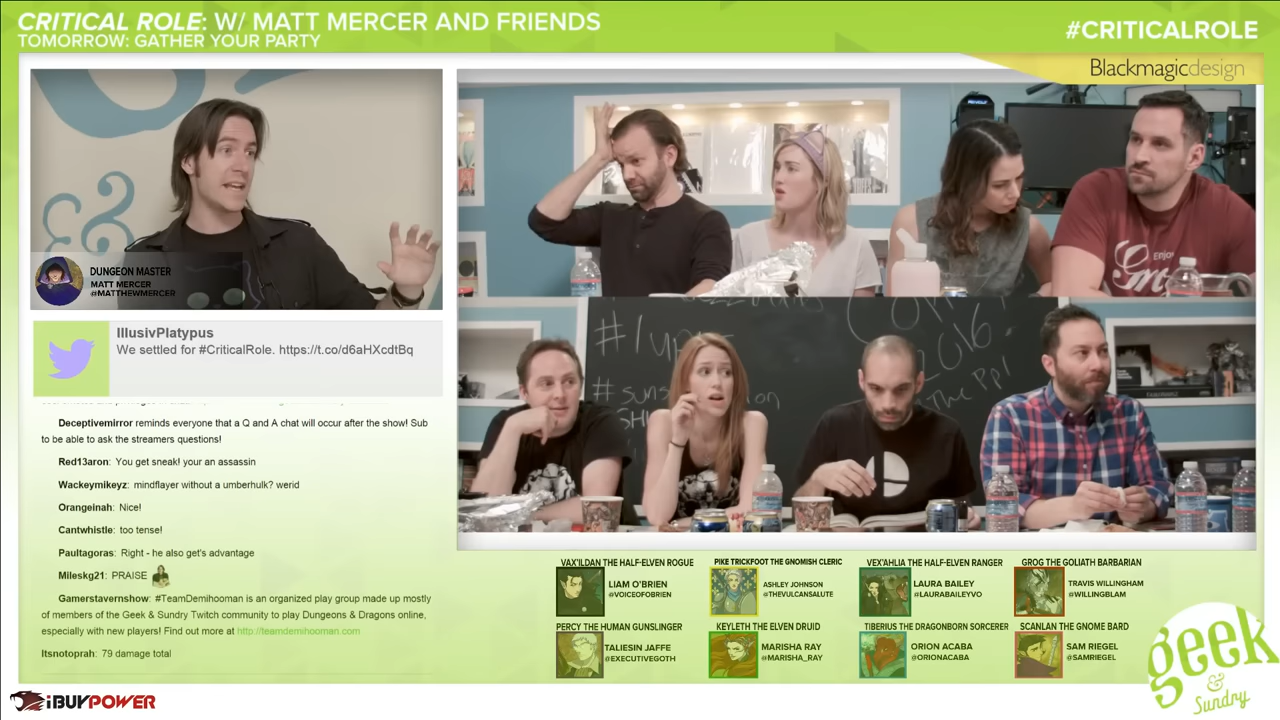 CRITICAL ROLE: W/ MATT MERCER AND FRIENDS
TOMORROW: GATHER YOUR PARTY
#CRITICALROLE
Blackmagicdesign
DUNGEON MASTER
MATT MERCER
@MATTHEWMERCER
Enjoy
IllusivPlatypus
We settled for #CriticalRole. https://t.co/d6aHXcdtBq
2016
The PPl
Deceptivemirror reminds everyone that a Q and A chat will occur after the show! Sub
to be able to ask the streamers questions!
Red13aron: You get sneak! your an assassin
Wackeymikeyz: mindflayer without a umberhulk? werid
Orangeinah: Nice!
Cantwhistle: too tense!
Paultagoras: Right - he also get's advantage
Mileskg21: PRAISE
Gamerstavernshow: #TeamDemihooman is an organized play group made up mostly
of members of the Geek & Sundry Twitch community to play Dungeons & Dragons online,
especially with new players! Find out more at http://teamdemihooman.com
Itsnotoprah: 79 damage total
VAX'ILDAN THE HALF-ELVEN ROGUE
LIAM O'BRIEN
@VOICEOFOBRIEN
PIKE TRICKFOOT THE GNOMISH CLERIC
ASHLEY JOHNSON
@THEVULCANSALUTE
VEX'AHLIA THE HALF-ELVEN RANGER
LAURA BAILEY
@LAURABAILEYVO
GROG THE GOLIATH BARBARIAN
TRAVIS WILLINGHAM
@WILLINGBLAM
PERCY THE HUMAN GUNSLINGER
TALIESIN JAFFE
@EXECUTIVEGOTH
KEYLETH THE ELVEN DRUID
MARISHA RAY
@MARISHA_RAY
TIBERIUS THE DRAGONBORN SORCERER
ORION ACABA
@ORIONACABA
SCANLAN THE GNOME BARD
SAM RIEGEL
@SAMRIEGEL
geek
&
Sundry
iBUYPOWER